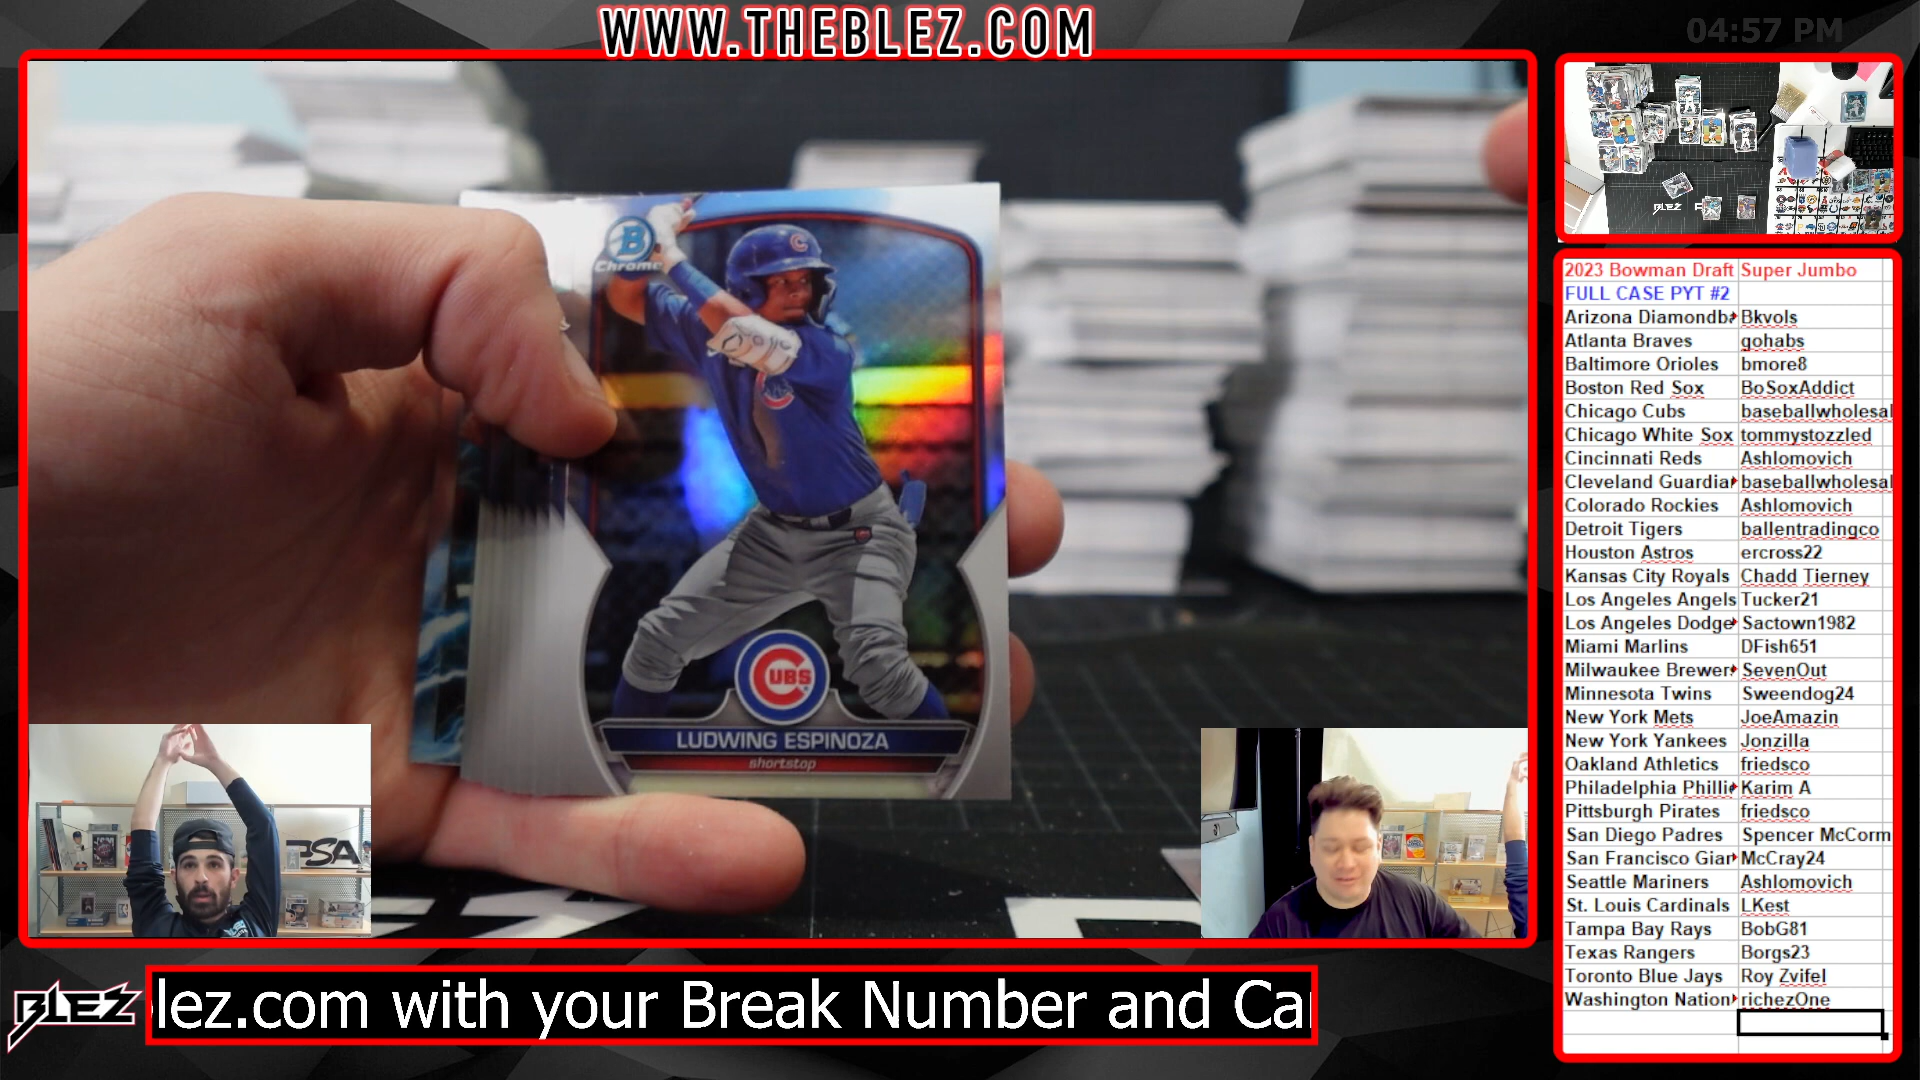 WWW.THEBLEZ.COM
04:57 PM
B
Chrome
C
C
UBS
LUDWING ESPINOZA
shortstop
PSA
BLEZ
2023 Bowman Draft Super Jumbo
FULL CASE PYT #2
Arizona Diamondba Bkvols
Atlanta Braves gohabs
Baltimore Orioles bmore8
Boston Red Sox BoSoxAddict
Chicago Cubs baseballwholesal
Chicago White Sox tommystozzled
Cincinnati Reds Ashlomovich
Cleveland Guardia baseballwholesal
Colorado Rockies Ashlomovich
Detroit Tigers ballentradingco
Houston Astros ercross22
Kansas City Royals Chadd Tierney
Los Angeles Angels Tucker21
Los Angeles Dodge Sactown1982
Miami Marlins DFish651
Milwaukee Brewer SevenOut
Minnesota Twins Sweendog24
New York Mets JoeAmazin
New York Yankees Jonzilla
Oakland Athletics friedsco
Philadelphia Phillie Karim A
Pittsburgh Pirates friedsco
San Diego Padres Spencer McCorm
San Francisco Gian McCray24
Seattle Mariners Ashlomovich
St. Louis Cardinals LKest
Tampa Bay Rays BobG81
Texas Rangers Borgs23
Toronto Blue Jays Roy Zvifel
Washington Nation richezOne
BLEZ
lez.com with your Break Number and Car